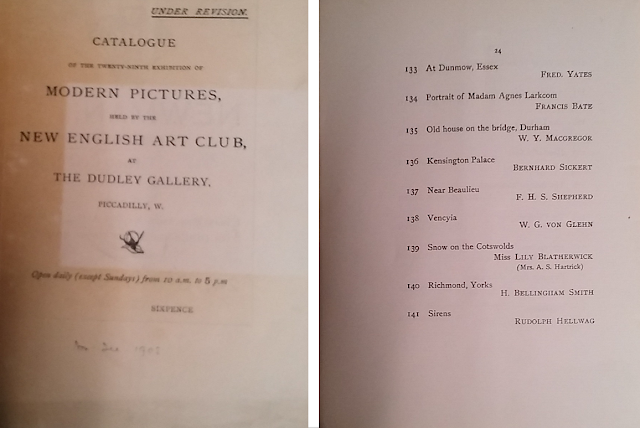 UNDER REVISION.
CATALOGUE
OF THE TWENTY-NINTH EXHIBITION OF
MODERN PICTURES,
HELD BY THE
NEW ENGLISH ART CLUB,
AT
THE DUDLEY GALLERY,
PICCADILLY, W.
Open daily (except Sundays) from 10 a.m. to 5 p.m
SIXPENCE
24
133 At Dunmow, Essex
FRED. YATES
134 Portrait of Madam Agnes Larkcom
FRANCIS BATE
135 Old house on the bridge, Durham
W. Y. MACGREGOR
136 Kensington Palace
BERNHARD SICKERT
137 Near Beaulieu
F. H. S. SHEPHERD
138 Vencyia
W. G. VON GLEHN
139 Snow on the Cotswolds
Miss LILY BLATHERWICK
(Mrs. A. S. Hartrick)
140 Richmond, Yorks
H. BELLINGHAM SMITH
141 Sirens
RUDOLPH HELLWAG